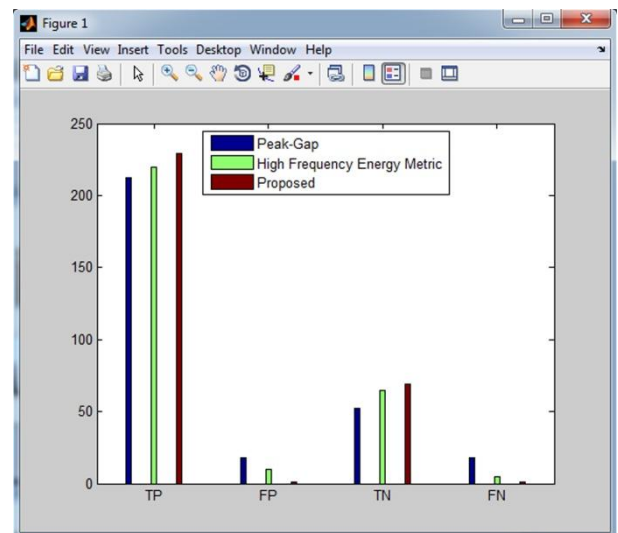 Figure 1
File Edit View Insert Tools Desktop Window Help
250
200
150
100
50
0
Peak-Gap
High Frequency Energy Metric
Proposed
TP FP TN FN